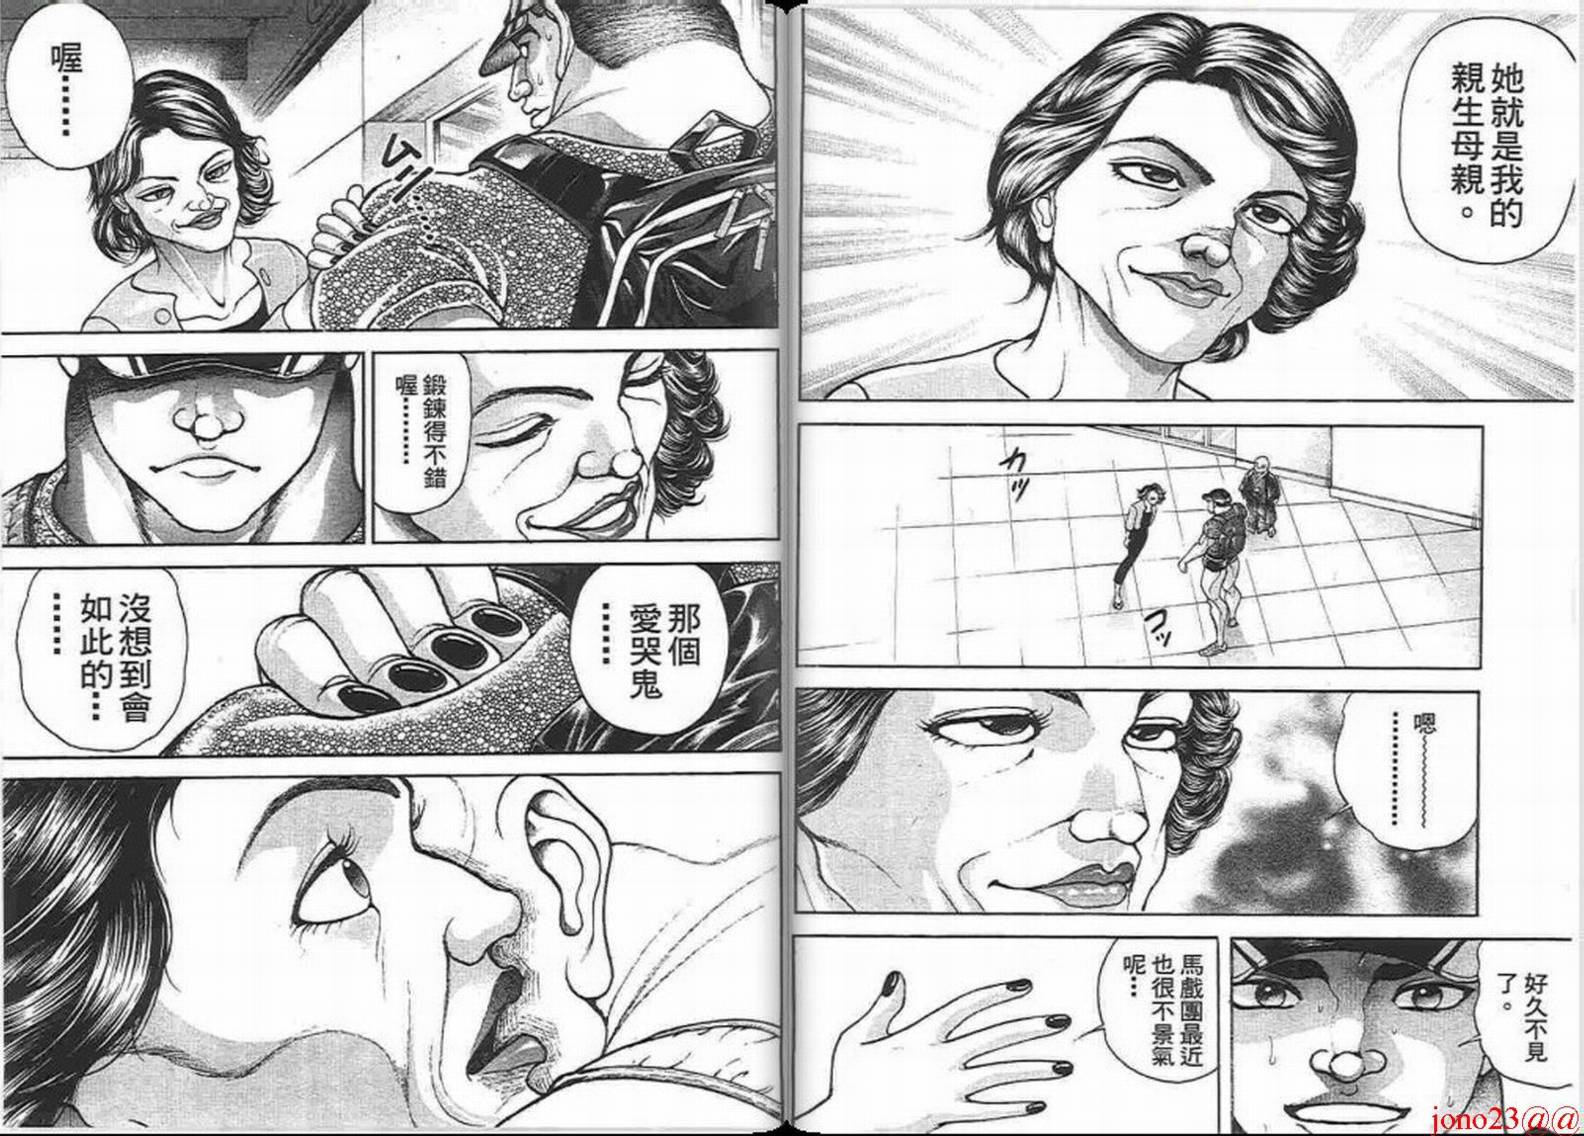 她就是我的
親生母親。
カッ
コッ
嗯～～～
………
好久不見
了。
馬戲團最近
也很不景氣
呢…
喔……
ムニッ
鍛鍊得不錯
喔………
那個
愛哭鬼
……
沒想到會
如此的…
……
jono23@@